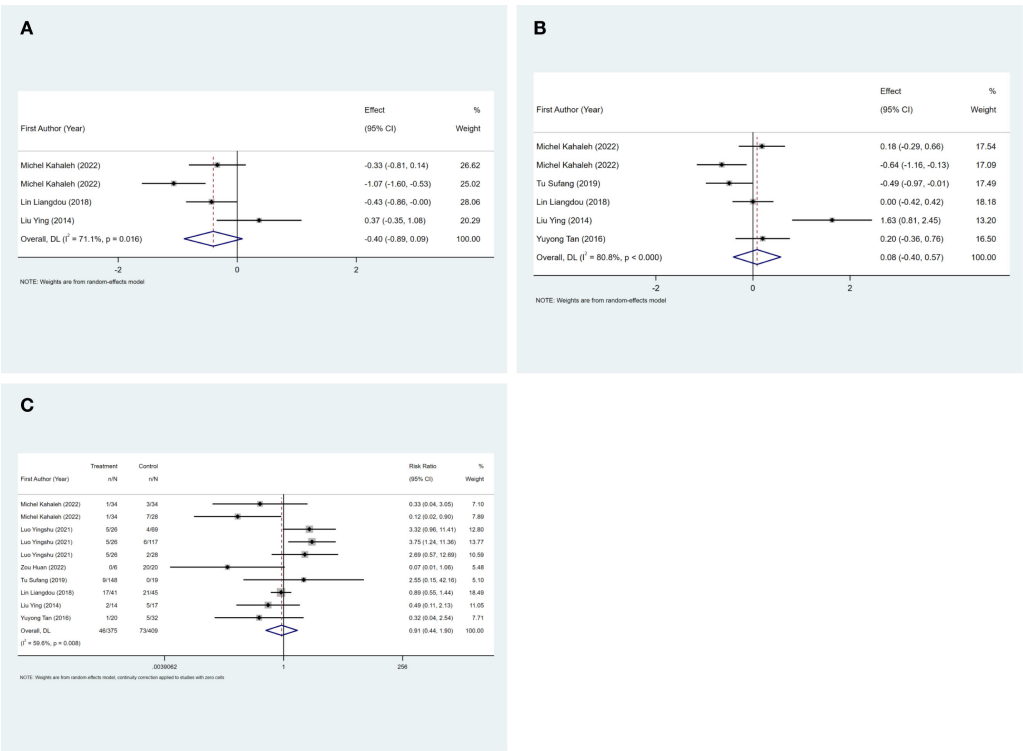 A
Effect %
First Author (Year) (95% CI) Weight
Michel Kahaleh (2022) -0.33 (-0.81, 0.14) 26.62
Michel Kahaleh (2022) -1.07 (-1.60, -0.53) 25.02
Lin Liangdou (2018) -0.43 (-0.86, -0.00) 28.06
Liu Ying (2014) 0.37 (-0.35, 1.08) 20.29
Overall, DL (I² = 71.1%, p = 0.016) -0.40 (-0.89, 0.09) 100.00
-2 0 2
NOTE: Weights are from random-effects model
B
Effect %
First Author (Year) (95% CI) Weight
Michel Kahaleh (2022) 0.18 (-0.29, 0.66) 17.54
Michel Kahaleh (2022) -0.64 (-1.16, -0.13) 17.09
Tu Sufang (2019) -0.49 (-0.97, -0.01) 17.49
Lin Liangdou (2018) 0.00 (-0.42, 0.42) 18.18
Liu Ying (2014) 1.63 (0.81, 2.45) 13.20
Yuyong Tan (2016) 0.20 (-0.36, 0.76) 16.50
Overall, DL (I² = 80.8%, p < 0.000) 0.08 (-0.40, 0.57) 100.00
-2 0 2
NOTE: Weights are from random-effects model
C
Treatment Control Risk Ratio %
First Author (Year) n/N n/N (95% CI) Weight
Michel Kahaleh (2022) 1/34 3/34 0.33 (0.04, 3.05) 7.10
Michel Kahaleh (2022) 1/34 7/28 0.12 (0.02, 0.90) 7.89
Luo Yingshu (2021) 5/26 4/69 3.32 (0.96, 11.41) 12.80
Luo Yingshu (2021) 5/26 6/117 3.75 (1.24, 11.36) 13.77
Luo Yingshu (2021) 5/26 2/28 2.69 (0.57, 12.69) 10.59
Zou Huan (2022) 0/6 20/20 0.07 (0.01, 1.06) 5.48
Tu Sufang (2019) 9/148 0/19 2.55 (0.15, 42.16) 5.10
Lin Liangdou (2018) 17/41 21/45 0.89 (0.55, 1.44) 18.49
Liu Ying (2014) 2/14 5/17 0.49 (0.11, 2.13) 11.05
Yuyong Tan (2016) 1/20 5/32 0.32 (0.04, 2.54) 7.71
Overall, DL 46/375 73/409 0.91 (0.44, 1.90) 100.00
(I² = 59.6%, p = 0.008)
.0039062 1 256
NOTE: Weights are from random-effects model; continuity correction applied to studies with zero cells